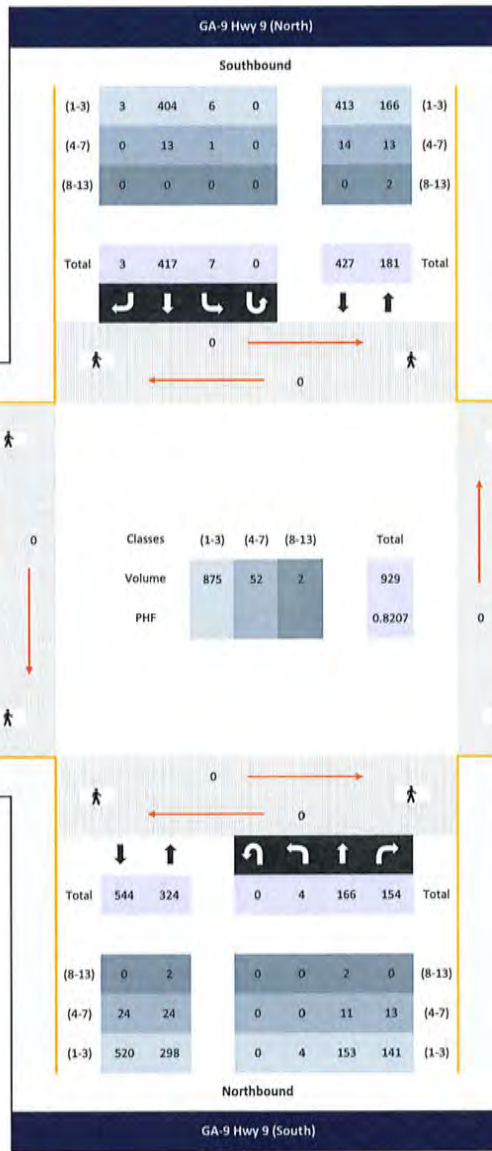 GA-9 Hwy 9 (North)
Southbound
(1-3) 3 404 6 0 413 166 (1-3)
(4-7) 0 13 1 0 14 13 (4-7)
(8-13) 0 0 0 0 0 2 (8-13)
Total 3 417 7 0 427 181 Total
0
0
0
Classes (1-3) (4-7) (8-13) Total
Volume 875 52 2 929
PHF 0.8207
0
0
0
Total 544 324 0 4 166 154 Total
(8-13) 0 2 0 0 2 0 (8-13)
(4-7) 24 24 0 0 11 13 (4-7)
(1-3) 520 298 0 4 153 141 (1-3)
Northbound
GA-9 Hwy 9 (South)